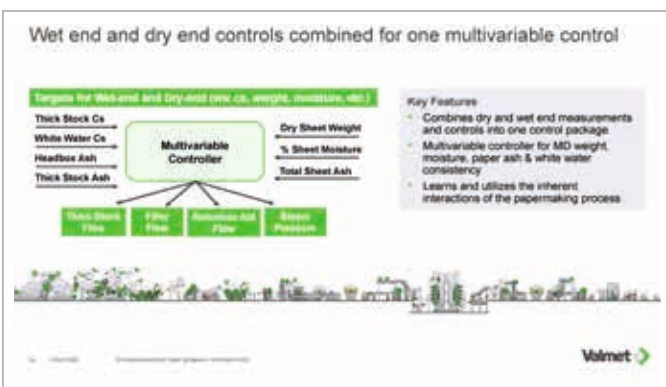 Wet end and dry end controls combined for one multivariable control
Targets for Wet-end and Dry-end (ww cs, weight, moisture, etc.)
Thick Stock Cs
White Water Cs
Headbox Ash
Thick Stock Ash
Multivariable
Controller
Dry Sheet Weight
% Sheet Moisture
Total Sheet Ash
Thick Stock
Flow
Filler
Flow
Retention Aid
Flow
Steam
Pressure
Key Features
• Combines dry and wet end measurements
and controls into one control package
• Multivariable controller for MD weight,
moisture, paper ash & white water
consistency
• Learns and utilizes the inherent
interactions of the papermaking process
Valmet